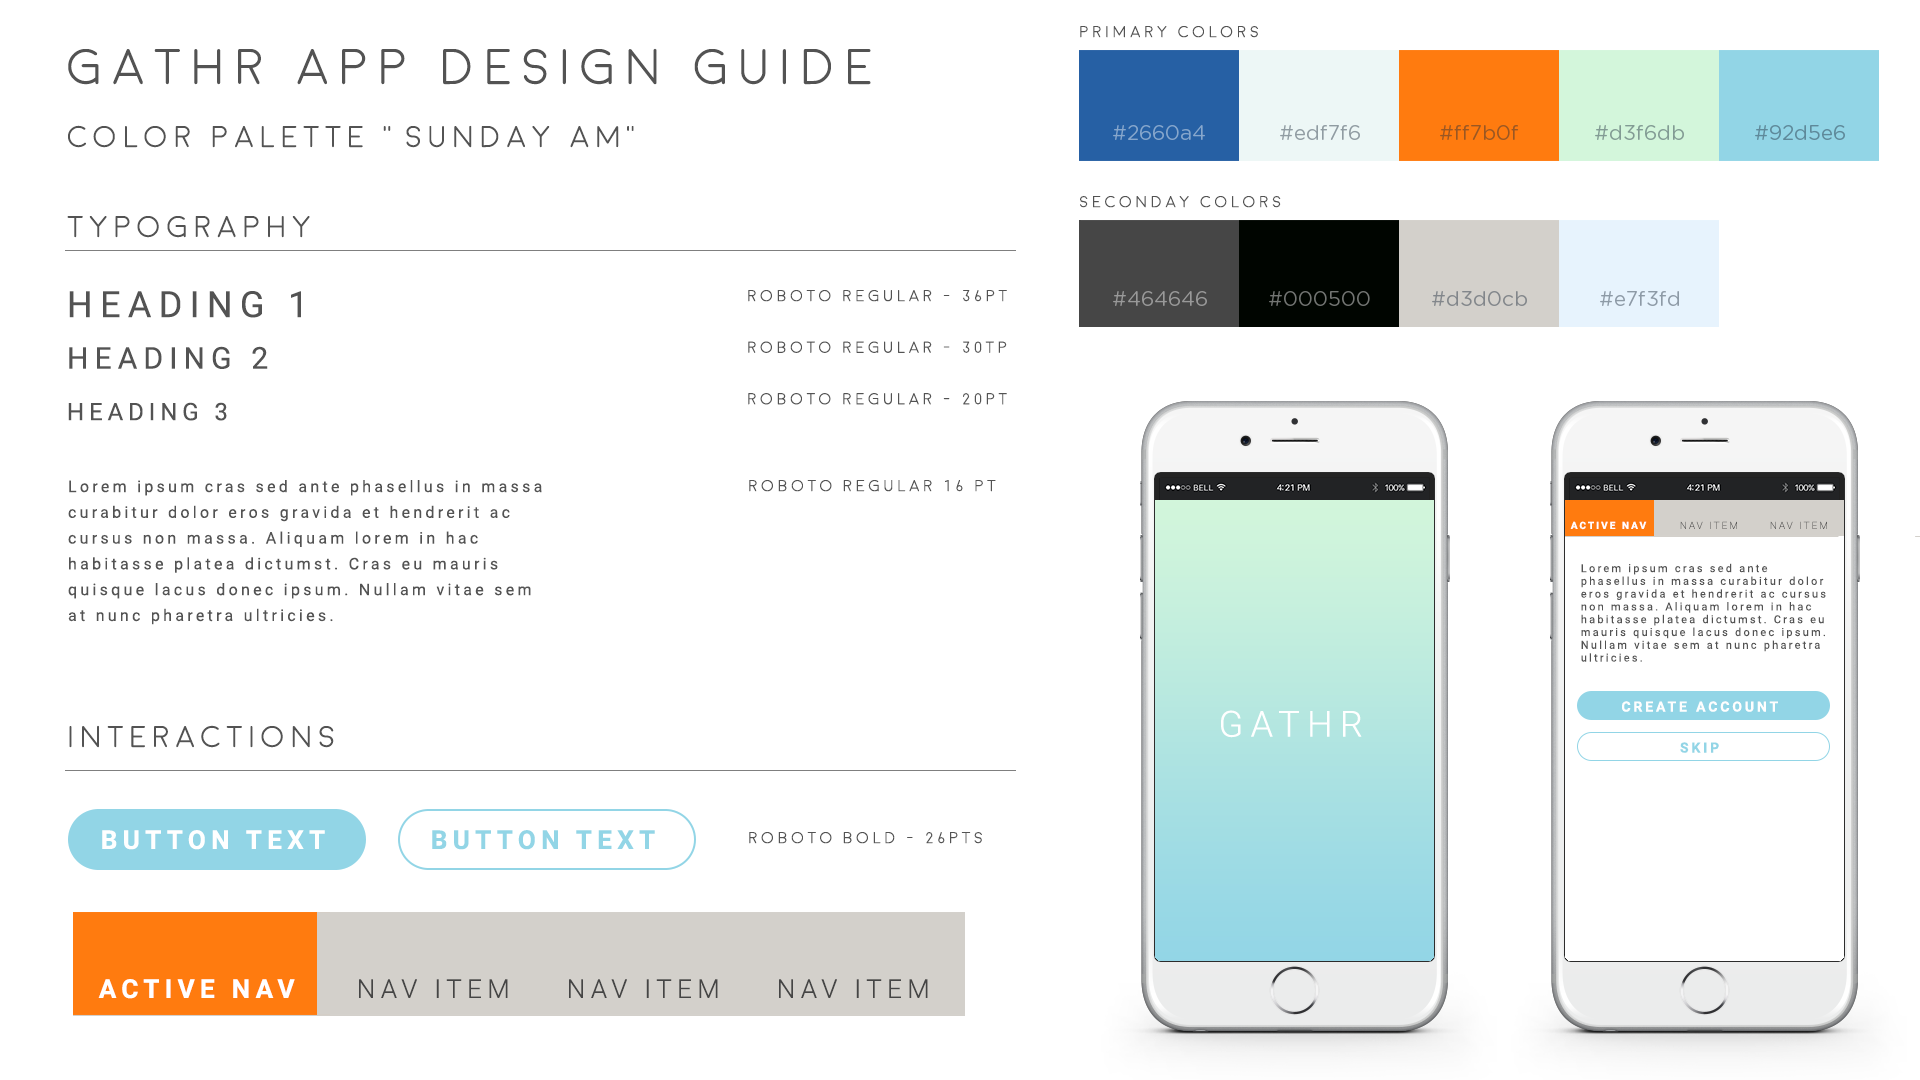 GATHR APP DESIGN GUIDE
COLOR PALETTE "SUNDAY AM"
TYPOGRAPHY
HEADING 1
ROBOTO REGULAR - 36PT
HEADING 2
ROBOTO REGULAR - 30TP
HEADING 3
ROBOTO REGULAR - 20PT
Lorem ipsum cras sed ante phasellus in massa
curabitur dolor eros gravida et hendrerit ac
cursus non massa. Aliquam lorem in hac
habitasse platea dictumst. Cras eu mauris
quisque lacus donec ipsum. Nullam vitae sem
at nunc pharetra ultricies.
ROBOTO REGULAR 16 PT
INTERACTIONS
BUTTON TEXT
BUTTON TEXT
ROBOTO BOLD - 26PTS
ACTIVE NAV
NAV ITEM
NAV ITEM
NAV ITEM
PRIMARY COLORS
#2660a4
#edf7f6
#ff7b0f
#d3f6db
#92d5e6
SECONDAY COLORS
#464646
#000500
#d3d0cb
#e7f3fd
BELL
4:21 PM
100%
GATHR
BELL
4:21 PM
100%
ACTIVE NAV
NAV ITEM
NAV ITEM
Lorem ipsum cras sed ante
phasellus in massa curabitur dolor
eros gravida et hendrerit ac cursus
non massa. Aliquam lorem in hac
habitasse platea dictumst. Cras eu
mauris quisque lacus donec ipsum.
Nullam vitae sem at nunc pharetra
ultricies.
CREATE ACCOUNT
SKIP